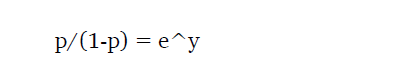 p/(1-p) = e^y